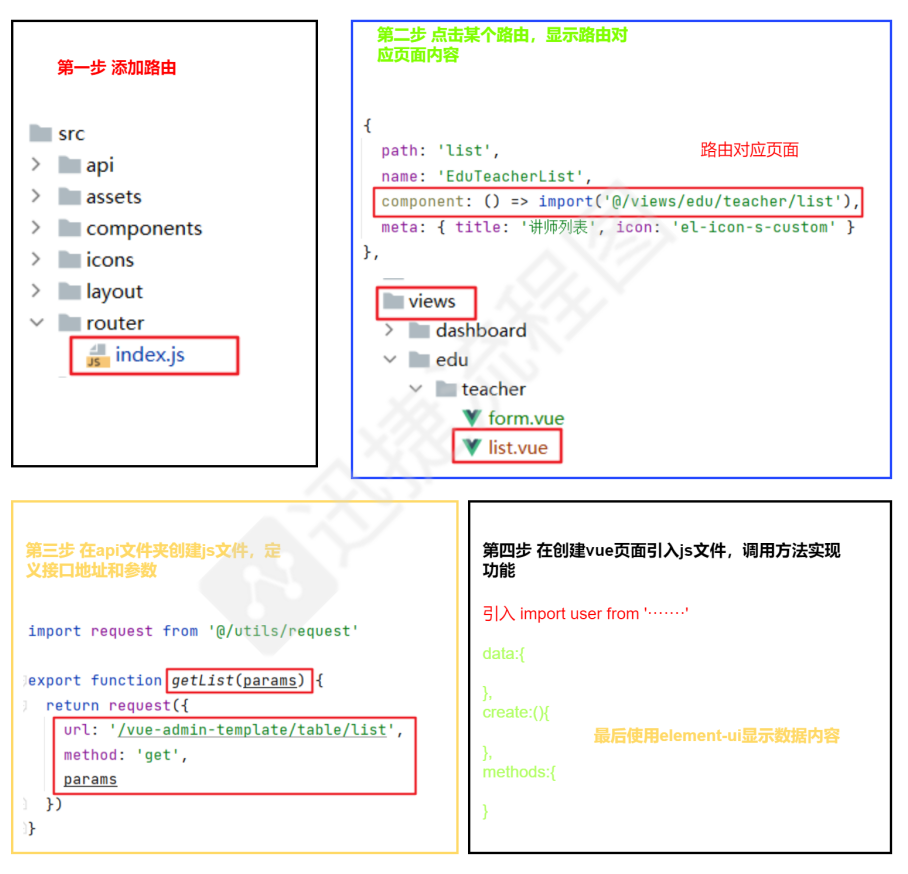 第一步 添加路由
src
api
assets
components
icons
layout
router
JS index.js
第二步 点击某个路由，显示路由对
应页面内容
{
path: 'list',
路由对应页面
name: 'EduTeacherList',
component: () => import('@/views/edu/teacher/list'),
meta: { title: '讲师列表', icon: 'el-icon-s-custom' }
},
views
dashboard
edu
teacher
form.vue
list.vue
第三步 在api文件夹创建js文件，定
义接口地址和参数
import request from '@/utils/request'
export function getList(params) {
return request({
url: '/vue-admin-template/table/list',
method: 'get',
params
})
}
第四步 在创建vue页面引入js文件，调用方法实现
功能
引入 import user from '·······'
data:{
},
create:(){
最后使用element-ui显示数据内容
},
methods:{
}
迅捷流程图